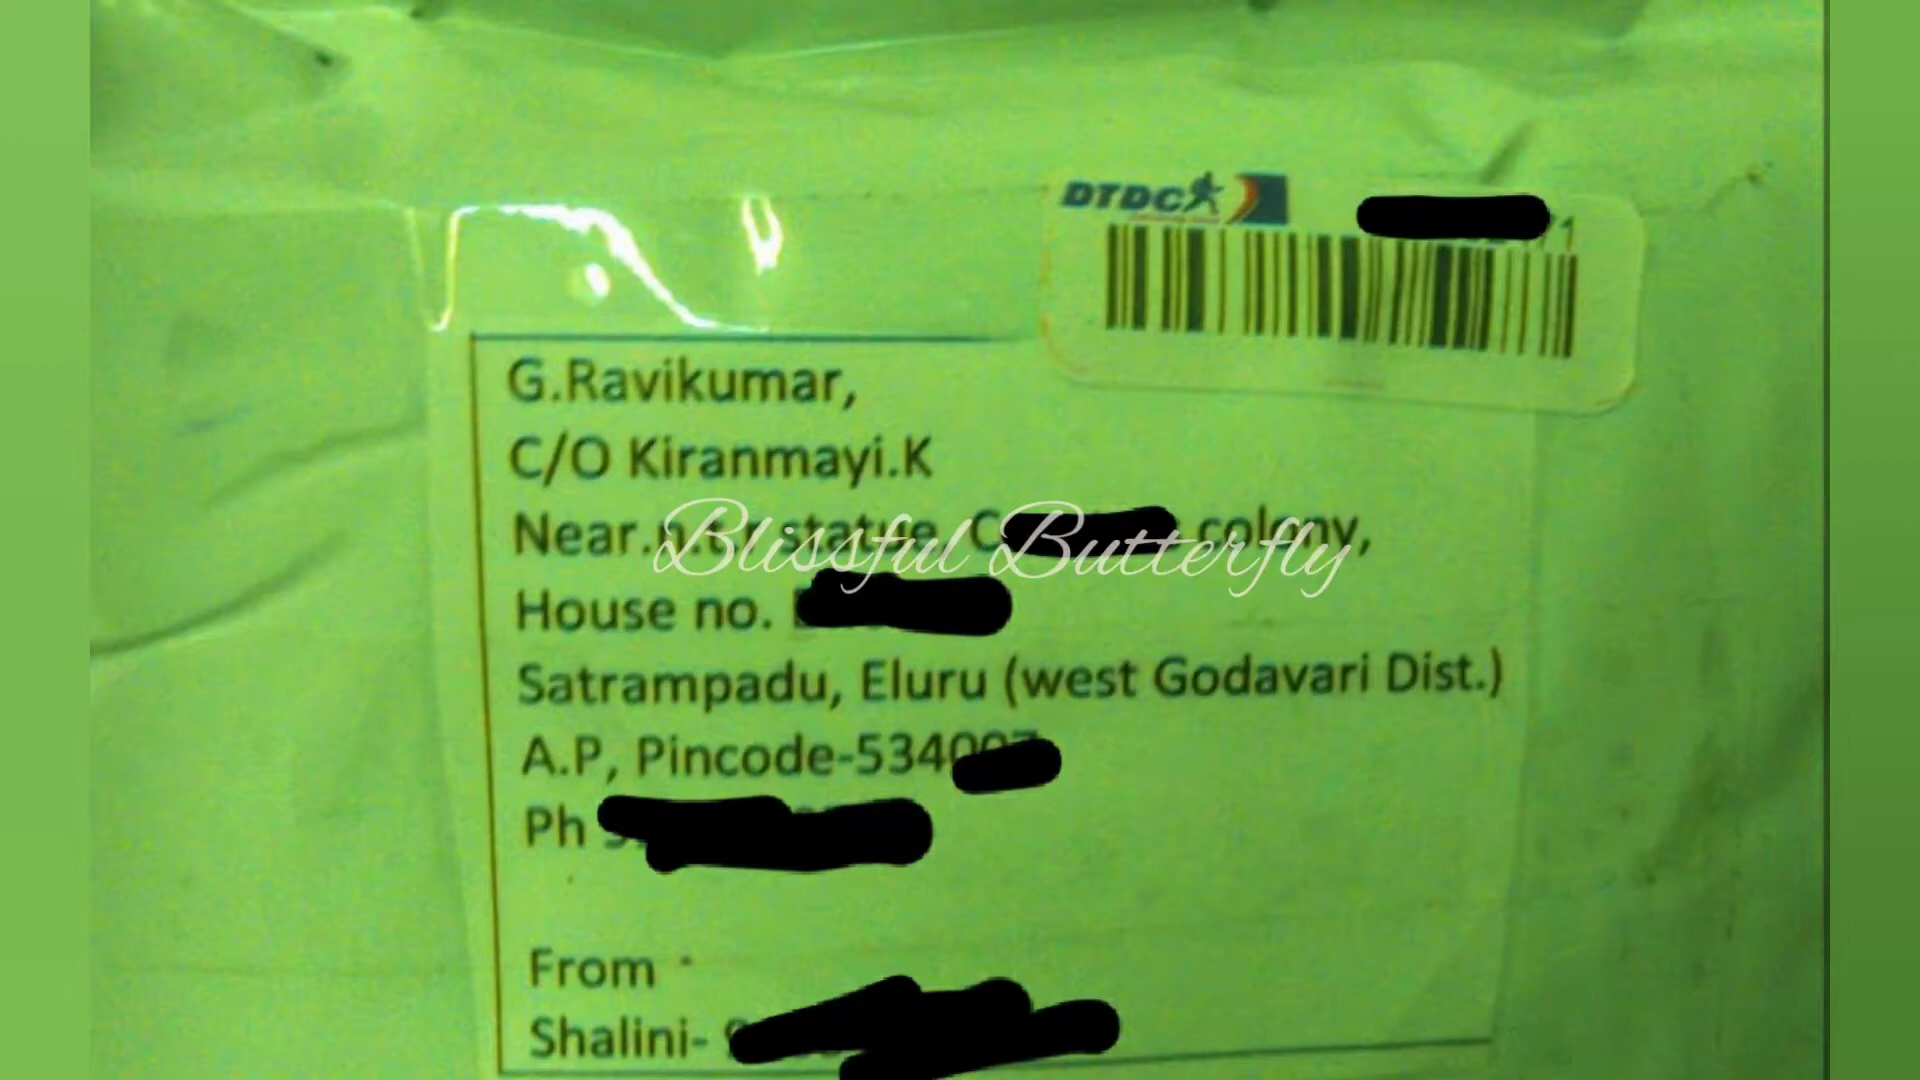 DTDC
G.Ravikumar,
C/O Kiranmayi.K
Near.n.t.r statue, colony,
Blissful Butterfly
House no.
Satrampadu, Eluru (west Godavari Dist.)
A.P, Pincode-534
Ph
From
Shalini-